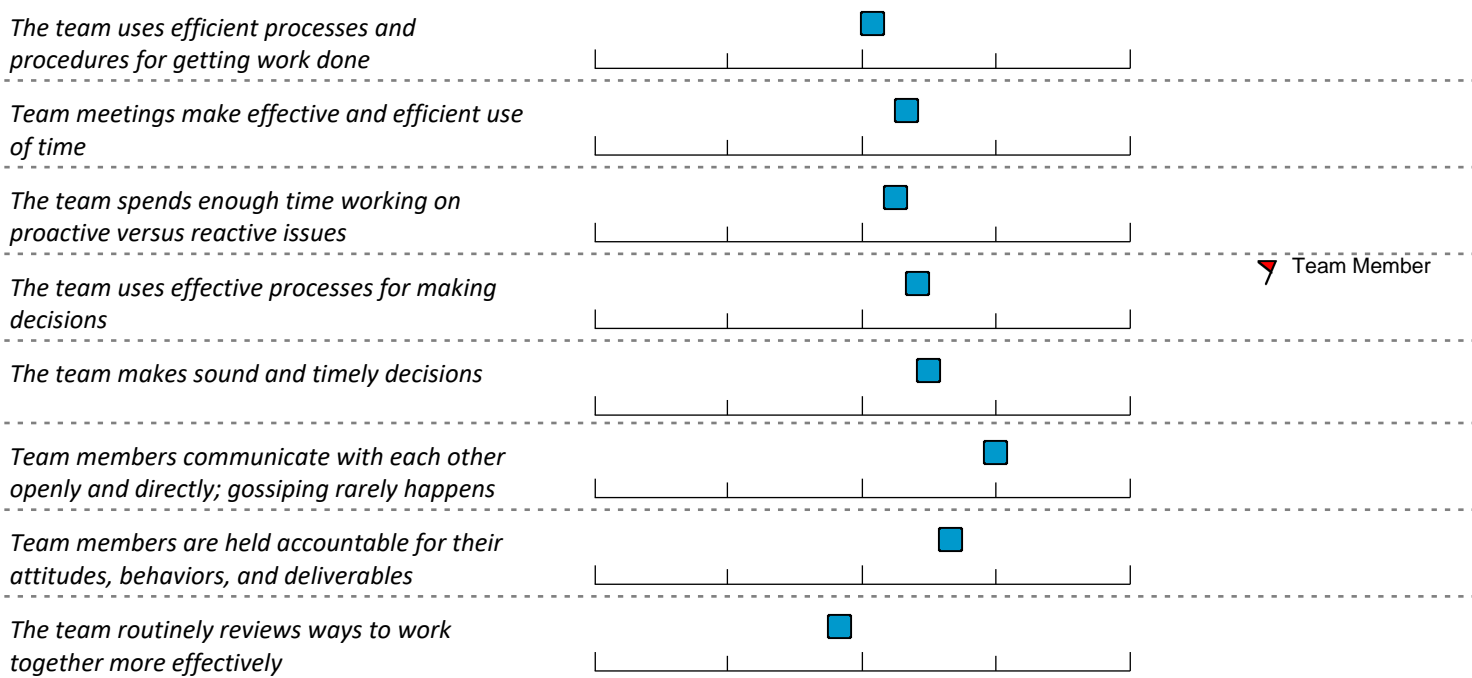 The team uses efficient processes and
procedures for getting work done
Team meetings make effective and efficient use
of time
The team spends enough time working on
proactive versus reactive issues
Team Member
The team uses effective processes for making
decisions
The team makes sound and timely decisions
Team members communicate with each other
openly and directly; gossiping rarely happens
Team members are held accountable for their
attitudes, behaviors, and deliverables
The team routinely reviews ways to work
together more effectively